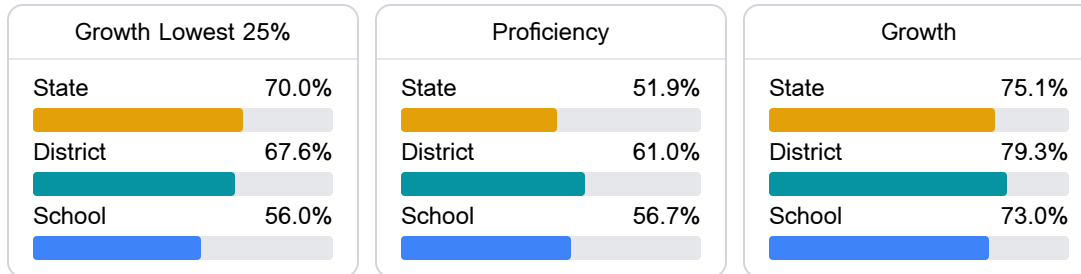 Growth Lowest 25%
State 70.0%
District 67.6%
School 56.0%
Proficiency
State 51.9%
District 61.0%
School 56.7%
Growth
State 75.1%
District 79.3%
School 73.0%